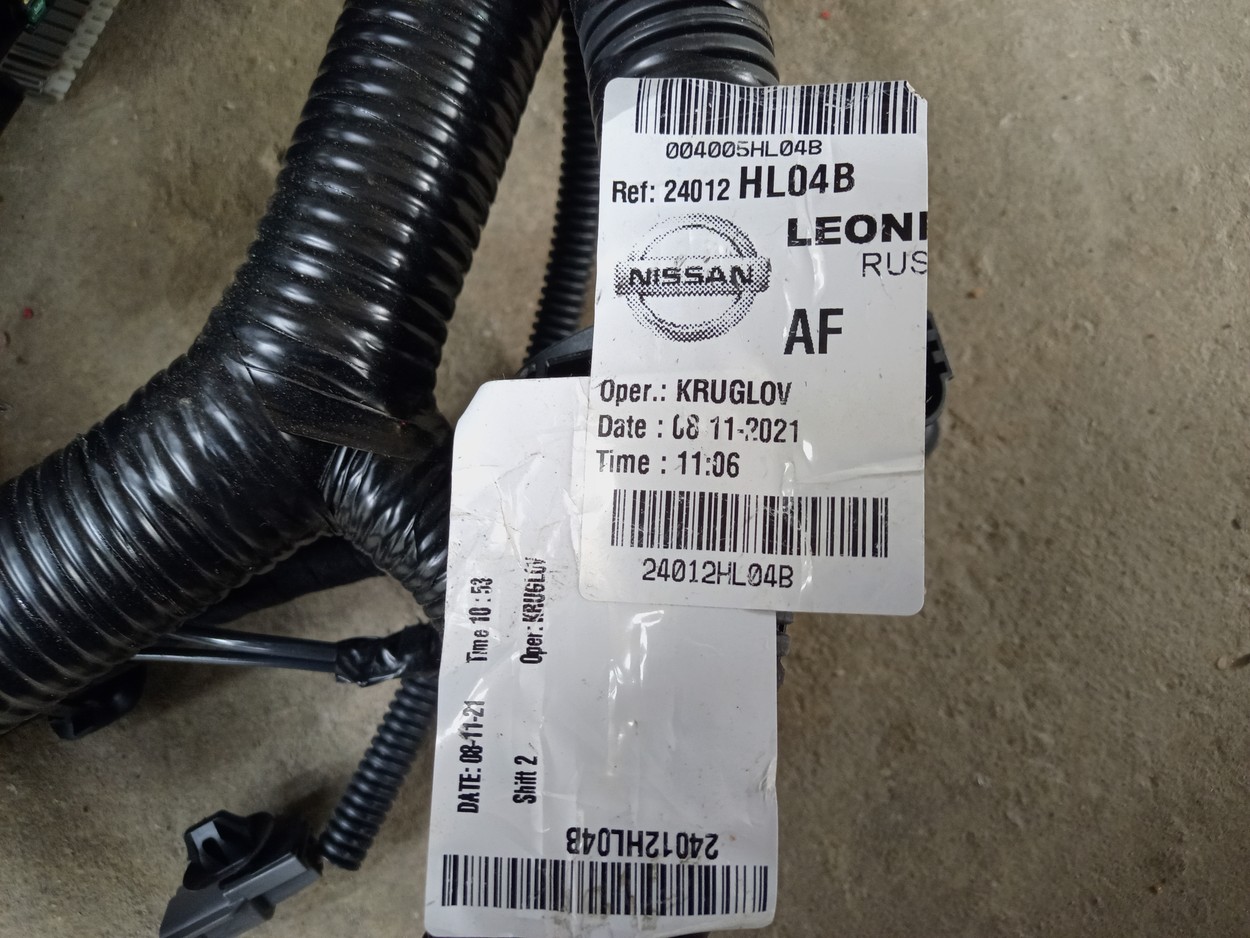 004005HL04B
Ref: 24012 HL04B
LEONI
RUS
NISSAN
AF
Oper.: KRUGLOV
Date : 08 11-2021
Time : 11:06
24012HL04B
DATE: 08-11-21 Time 10 : 53
Shift 2 Oper: KRUGLOV
24012HL04B